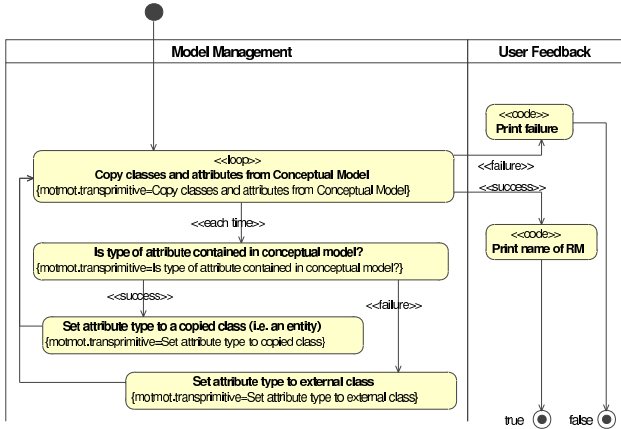 Model Management
User Feedback
<<code>>
Print failure
<<loop>>
Copy classes and attributes from Conceptual Model
{motmot.transprimitive=Copy classes and attributes from Conceptual Model}
<<failure>>
<<success>>
<<each time>>
<<code>>
Print name of RM
Is type of attribute contained in conceptual model?
{motmot.transprimitive=Is type of attribute contained in conceptual model?}
<<success>>
<<failure>>
Set attribute type to a copied class (i.e. an entity)
{motmot.transprimitive=Set attribute type to copied class}
Set attribute type to external class
{motmot.transprimitive=Set attribute type to external class}
true
false